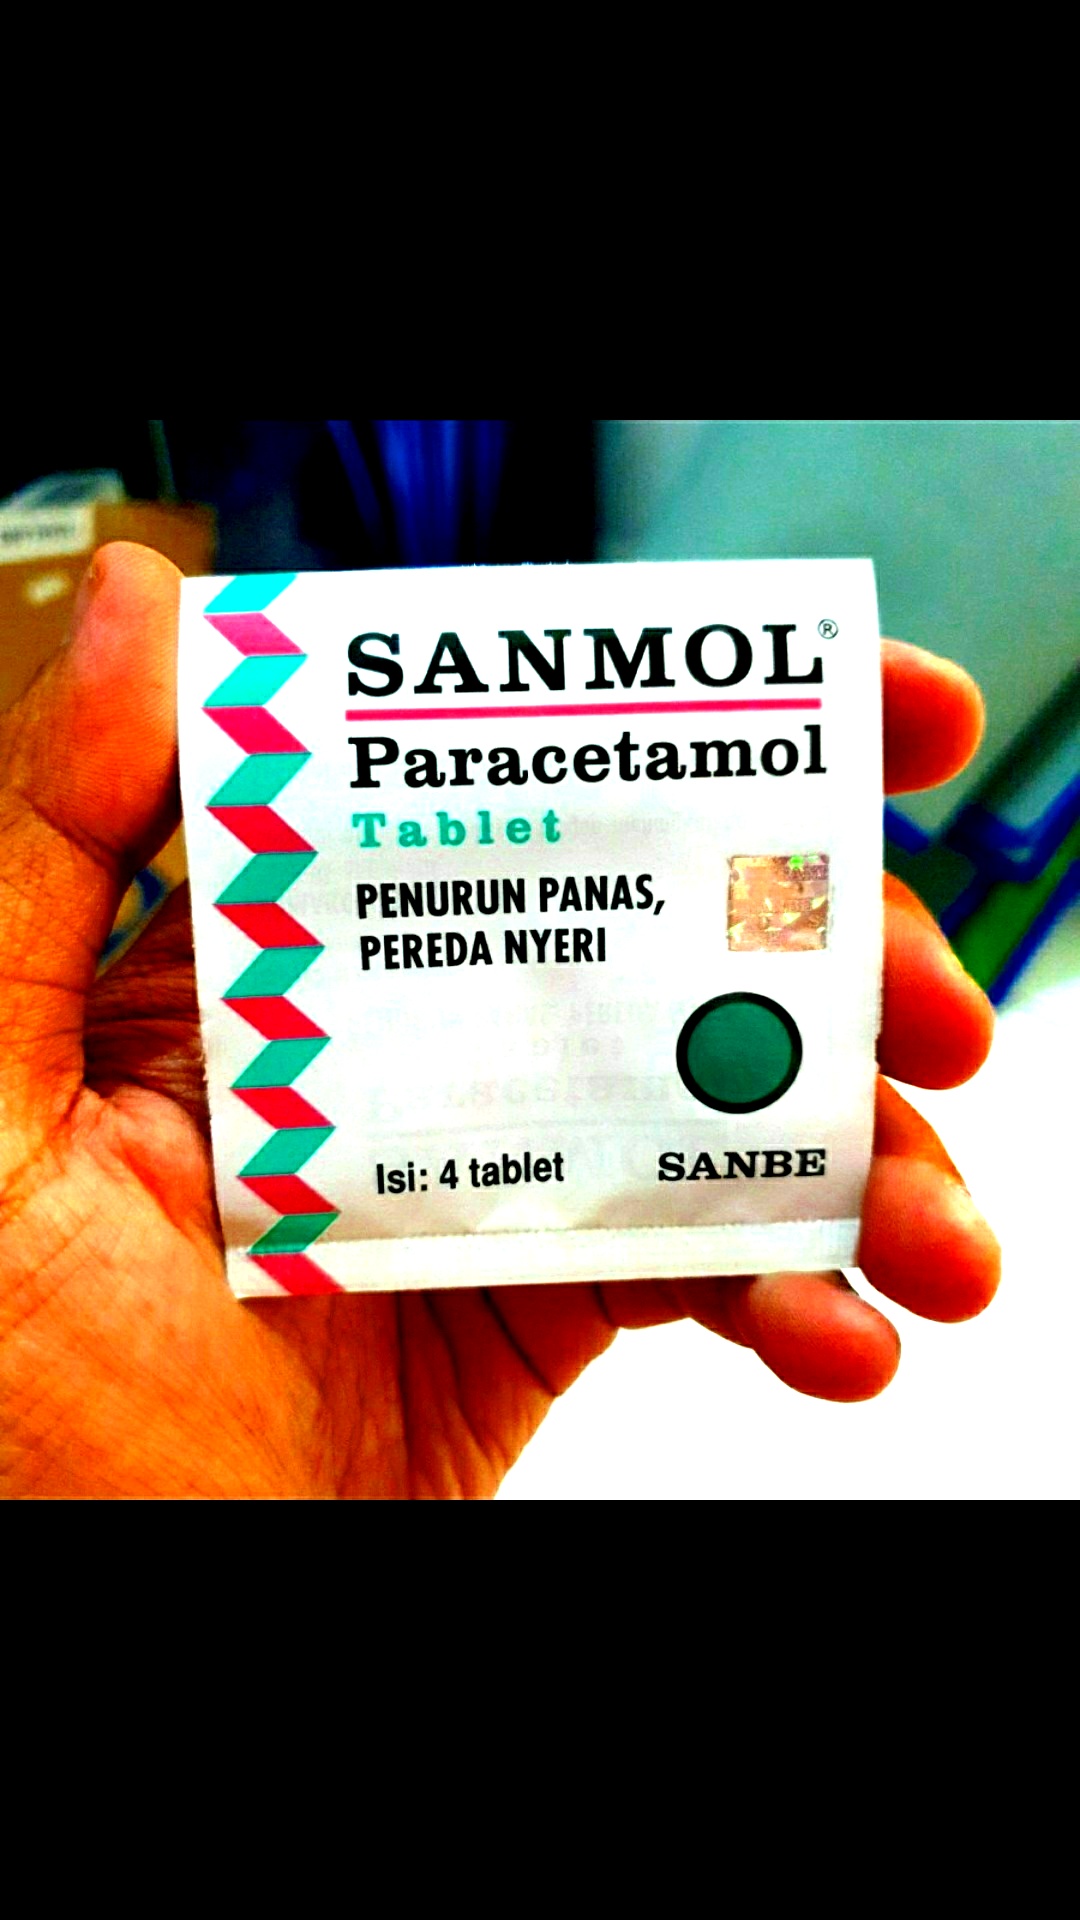 SANMOL®
Paracetamol
Tablet
PENURUN PANAS,
PEREDA NYERI
Isi: 4 tablet
SANBE